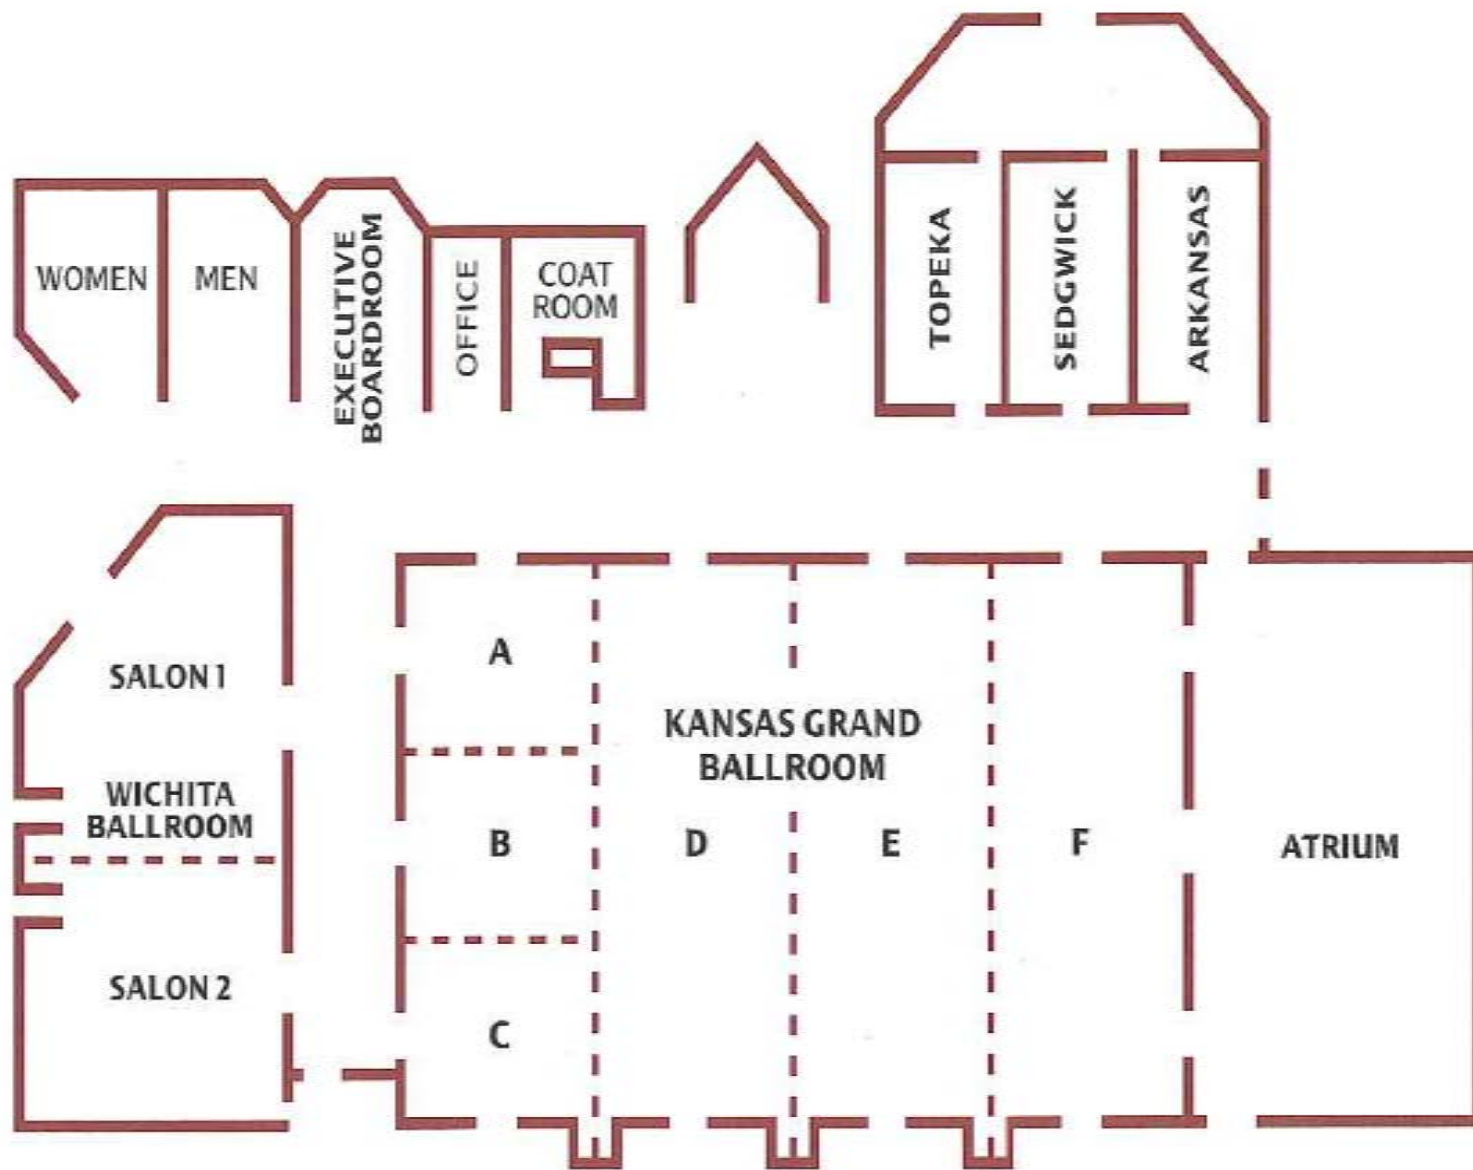 WOMEN
MEN
EXECUTIVE
BOARDROOM
OFFICE
COAT
ROOM
TOPEKA
SEDGWICK
ARKANSAS
SALON 1
WICHITA
BALLROOM
SALON 2
A
B
C
KANSAS GRAND
BALLROOM
D
E
F
ATRIUM